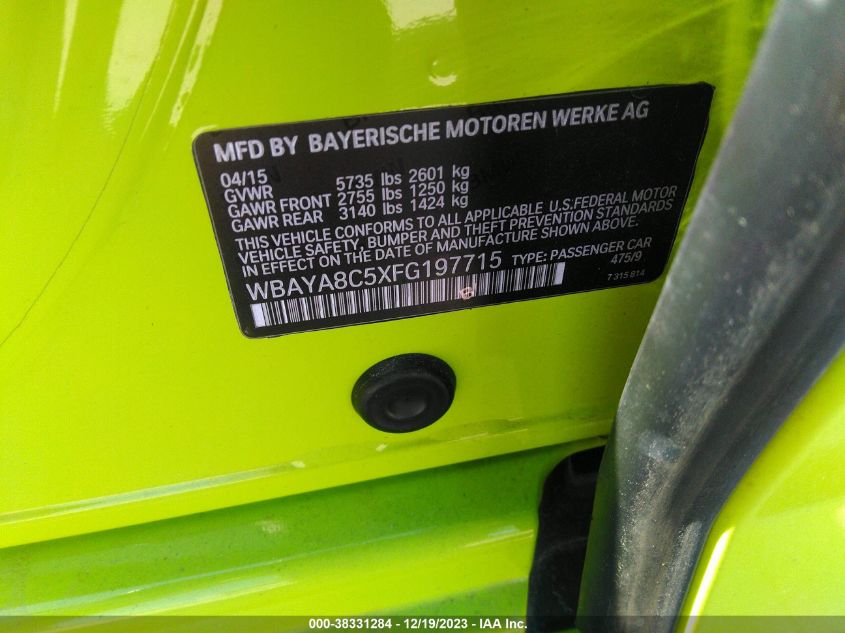 MFD BY BAYERISCHE MOTOREN WERKE AG
04/15
GVWR 5735 lbs 2601 kg
GAWR FRONT 2755 lbs 1250 kg
GAWR REAR 3140 lbs 1424 kg
THIS VEHICLE CONFORMS TO ALL APPLICABLE U.S.FEDERAL MOTOR
VEHICLE SAFETY, BUMPER AND THEFT PREVENTION STANDARDS
IN EFFECT ON THE DATE OF MANUFACTURE SHOWN ABOVE.
WBAYA8C5XFG197715 TYPE: PASSENGER CAR
475/9
7 315 814
000-38331284 - 12/19/2023 - IAA Inc.